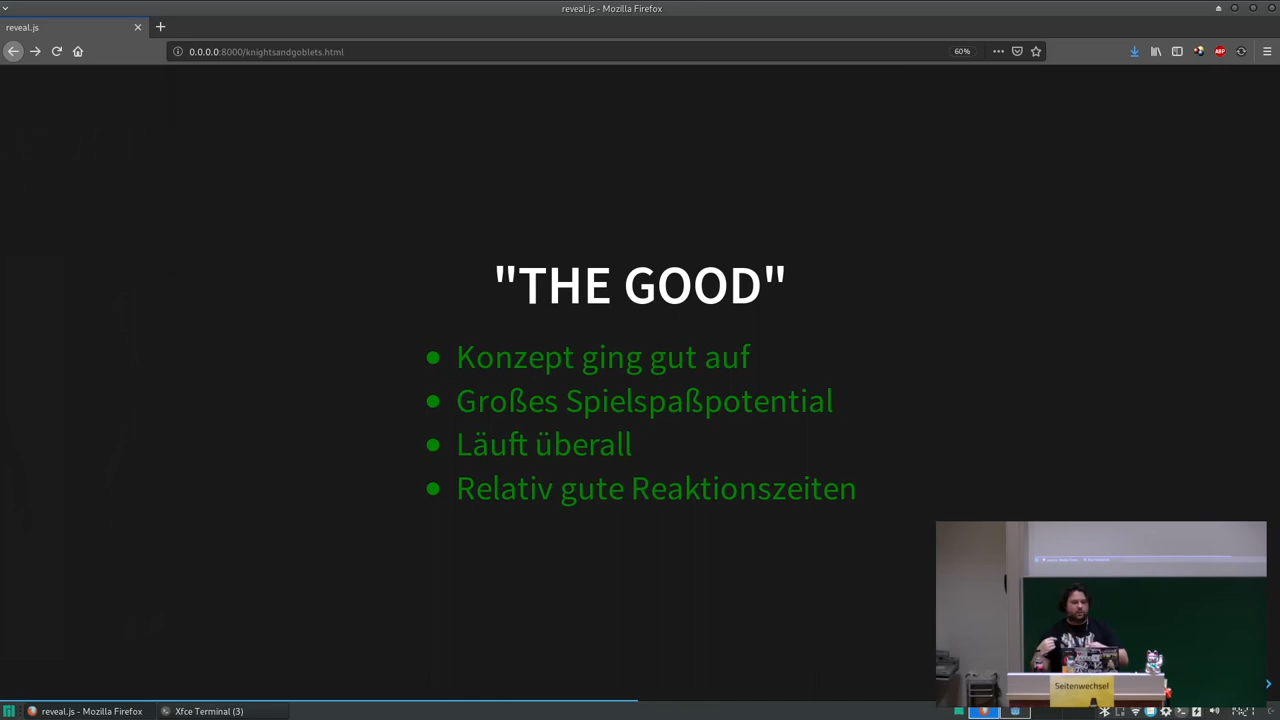 reveal.js - Mozilla Firefox
reveal.js
0.0.0.0:8000/knightsandgoblets.html
60%
ABP
"THE GOOD"
Konzept ging gut auf
Großes Spielspaßpotential
Läuft überall
Relativ gute Reaktionszeiten
Seitenwechsel
reveal.js - Mozilla Firefox
Xfce Terminal (3)